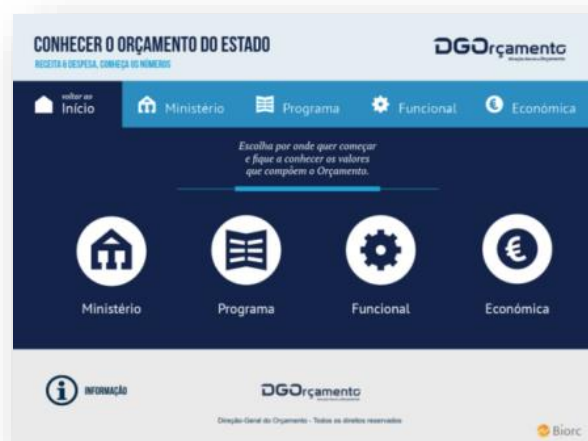 CONHECER O ORÇAMENTO DO ESTADO
RECEITA & DESPESA, CONHEÇA OS NÚMEROS
DGOrçamento
voltar ao
Início
Ministério
Programa
Funcional
Económica
Escolha por onde quer começar
e fique a conhecer os valores
que compõem o Orçamento.
Ministério
Programa
Funcional
Económica
INFORMAÇÃO
DGOrçamento
Direção-Geral do Orçamento - Todos os direitos reservados
Biorc